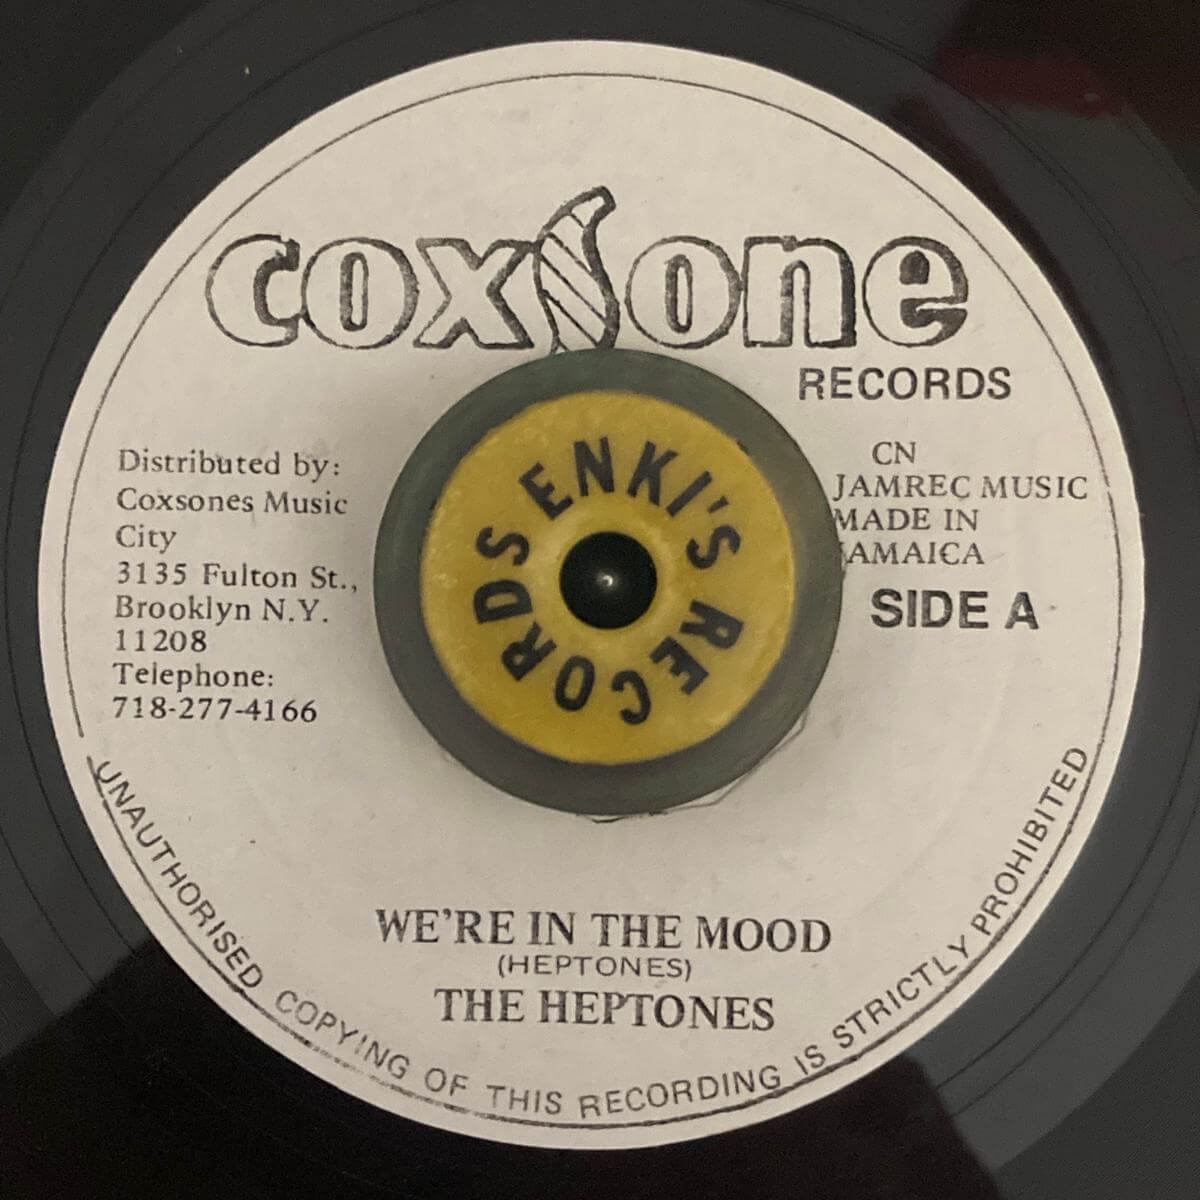 coxsone
RECORDS
Distributed by:
Coxsones Music
City
3135 Fulton St.,
Brooklyn N.Y.
11208
Telephone:
718-277-4166
ENKI'S RECORDS
CN
JAMREC MUSIC
MADE IN
JAMAICA
SIDE A
WE'RE IN THE MOOD
(HEPTONES)
THE HEPTONES
UNAUTHORISED COPYING OF THIS RECORDING IS STRICTLY PROHIBITED